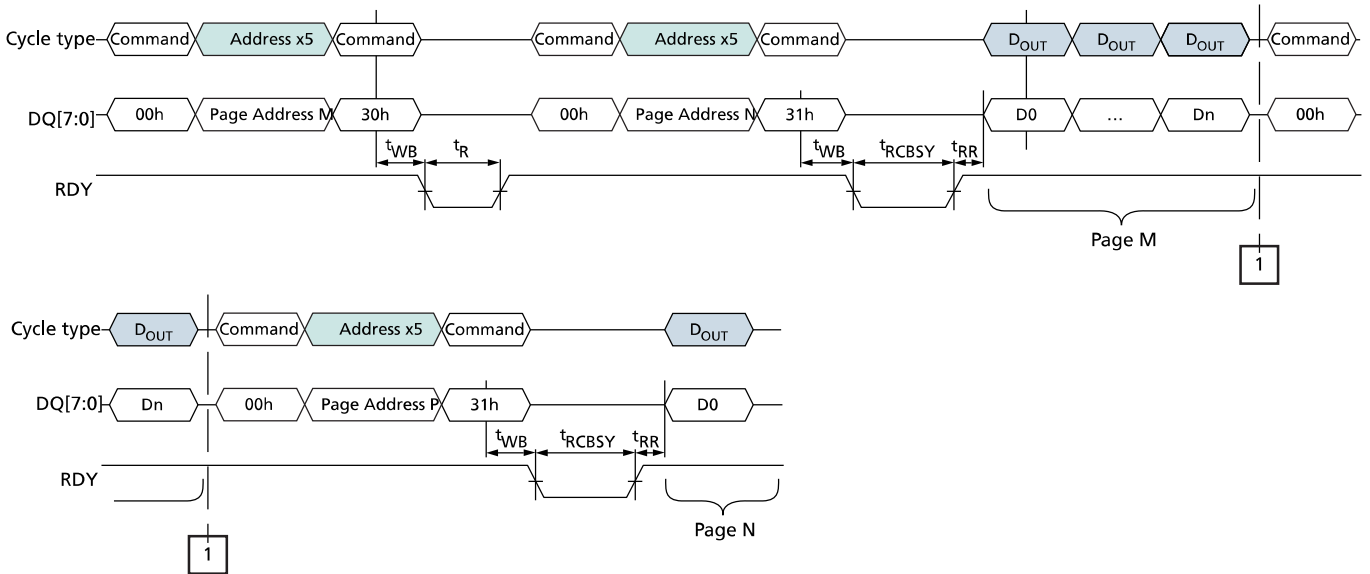 Cycle type Command Address x5 Command Command Address x5 Command DOUT DOUT DOUT Command
DQ[7:0] 00h Page Address M 30h 00h Page Address N 31h D0 ... Dn 00h
tWB tR tWB tRCBSY tRR
RDY
Page M
1
Cycle type DOUT Command Address x5 Command DOUT
DQ[7:0] Dn 00h Page Address P 31h D0
tWB tRCBSY tRR
RDY
Page N
1